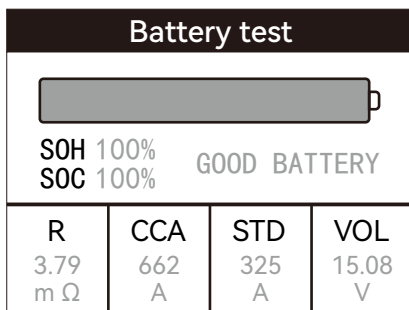 Battery test
SOH 100%
SOC 100%
GOOD BATTERY
R CCA STD VOL
3.79 662 325 15.08
m Ω A A V